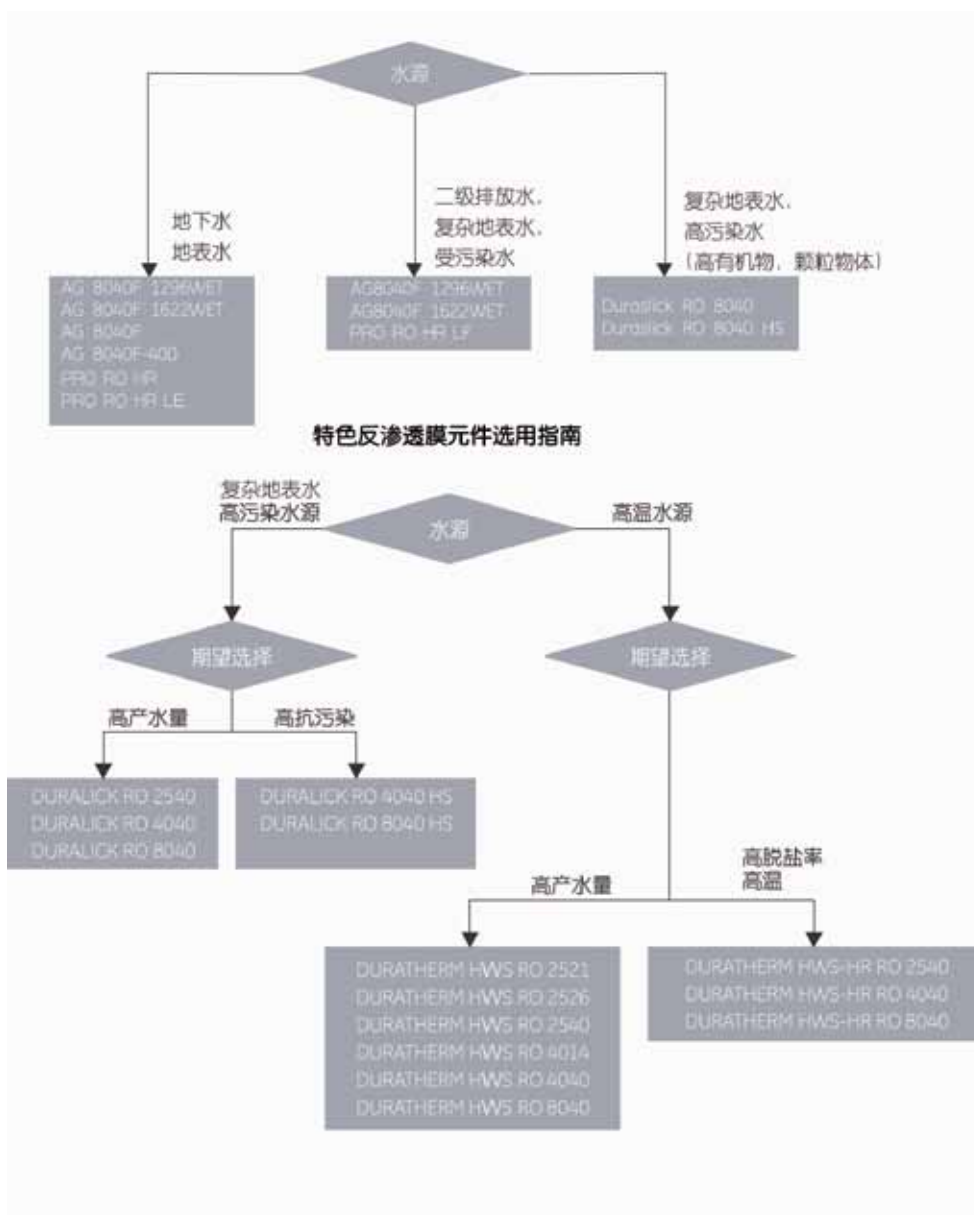 水源
地下水
地表水
二级排放水,
复杂地表水,
受污染水
复杂地表水,
高污染水
(高有机物, 颗粒物体)
AG 8040F 1296WET
AG 8040F 1622WET
AG 8040F
AG 8040F-400
PRO RO HR
PRO RO HR LE
AG8040F 1296WET
AG8040F 1622WET
PRO RO HR LF
Duraslick RO 8040
Duraslick RO 8040 HS
特色反渗透膜元件选用指南
复杂地表水
高污染水源
水源
高温水源
期望选择
期望选择
高产水量
高抗污染
DURALICK RO 2540
DURALICK RO 4040
DURALICK RO 8040
DURALICK RO 4040 HS
DURALICK RO 8040 HS
高产水量
高脱盐率
高温
DURATHERM HWS RO 2521
DURATHERM HWS RO 2526
DURATHERM HWS RO 2540
DURATHERM HWS RO 4014
DURATHERM HWS RO 4040
DURATHERM HWS RO 8040
DURATHERM HWS-HR RO 2540
DURATHERM HWS-HR RO 4040
DURATHERM HWS-HR RO 8040